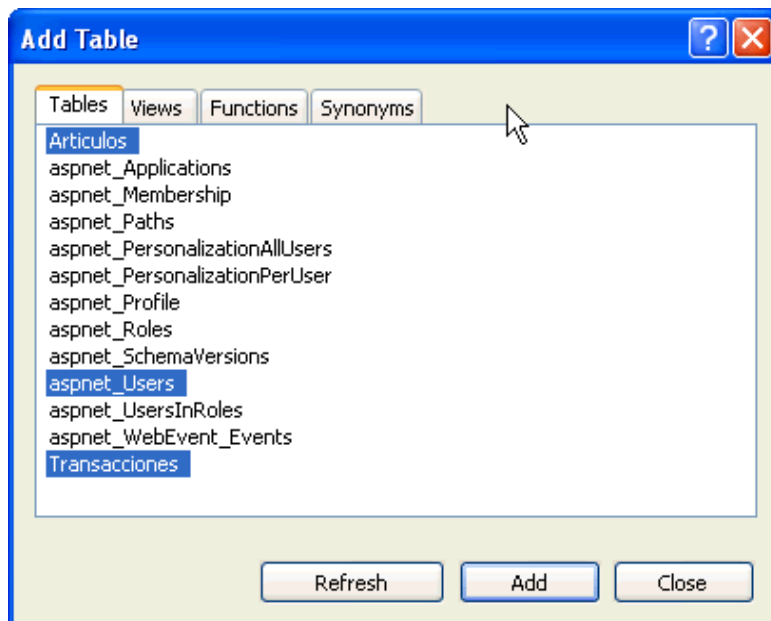 Add Table
Tables Views Functions Synonyms
Articulos
aspnet_Applications
aspnet_Membership
aspnet_Paths
aspnet_PersonalizationAllUsers
aspnet_PersonalizationPerUser
aspnet_Profile
aspnet_Roles
aspnet_SchemaVersions
aspnet_Users
aspnet_UsersInRoles
aspnet_WebEvent_Events
Transacciones
Refresh Add Close